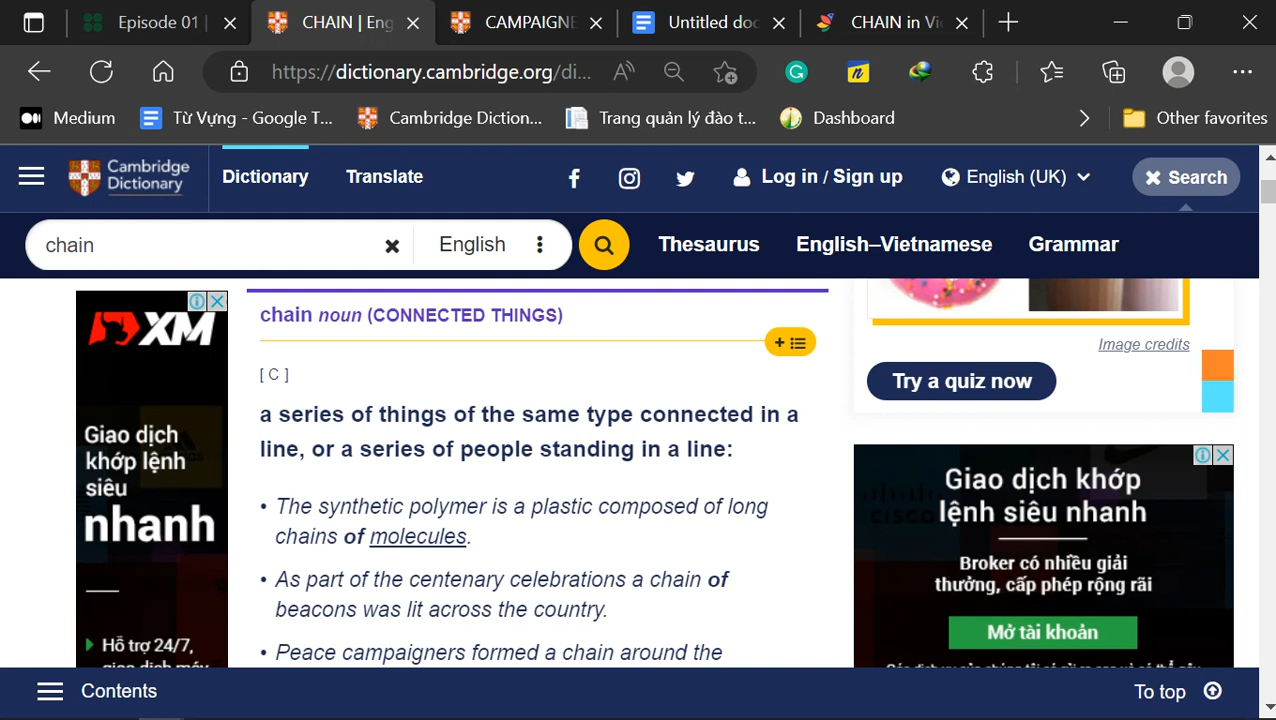 Episode 01 |
CHAIN | Eng
CAMPAIGNE
Untitled doc
CHAIN in Vi
https://dictionary.cambridge.org/di...
Medium
Từ Vựng - Google T...
Cambridge Diction...
Trang quản lý đào t...
Dashboard
Other favorites
Cambridge
Dictionary
Dictionary
Translate
Log in / Sign up
English (UK)
Search
chain
English
Thesaurus
English–Vietnamese
Grammar
XM
Giao dịch
khớp lệnh
siêu
nhanh
Hỗ trợ 24/7,
chain noun (CONNECTED THINGS)
[ C ]
a series of things of the same type connected in a
line, or a series of people standing in a line:
• The synthetic polymer is a plastic composed of long
chains of molecules.
• As part of the centenary celebrations a chain of
beacons was lit across the country.
• Peace campaigners formed a chain around the
Image credits
Try a quiz now
Giao dịch khớp
lệnh siêu nhanh
Broker có nhiều giải
thưởng, cấp phép rộng rãi
Mở tài khoản
Contents
To top